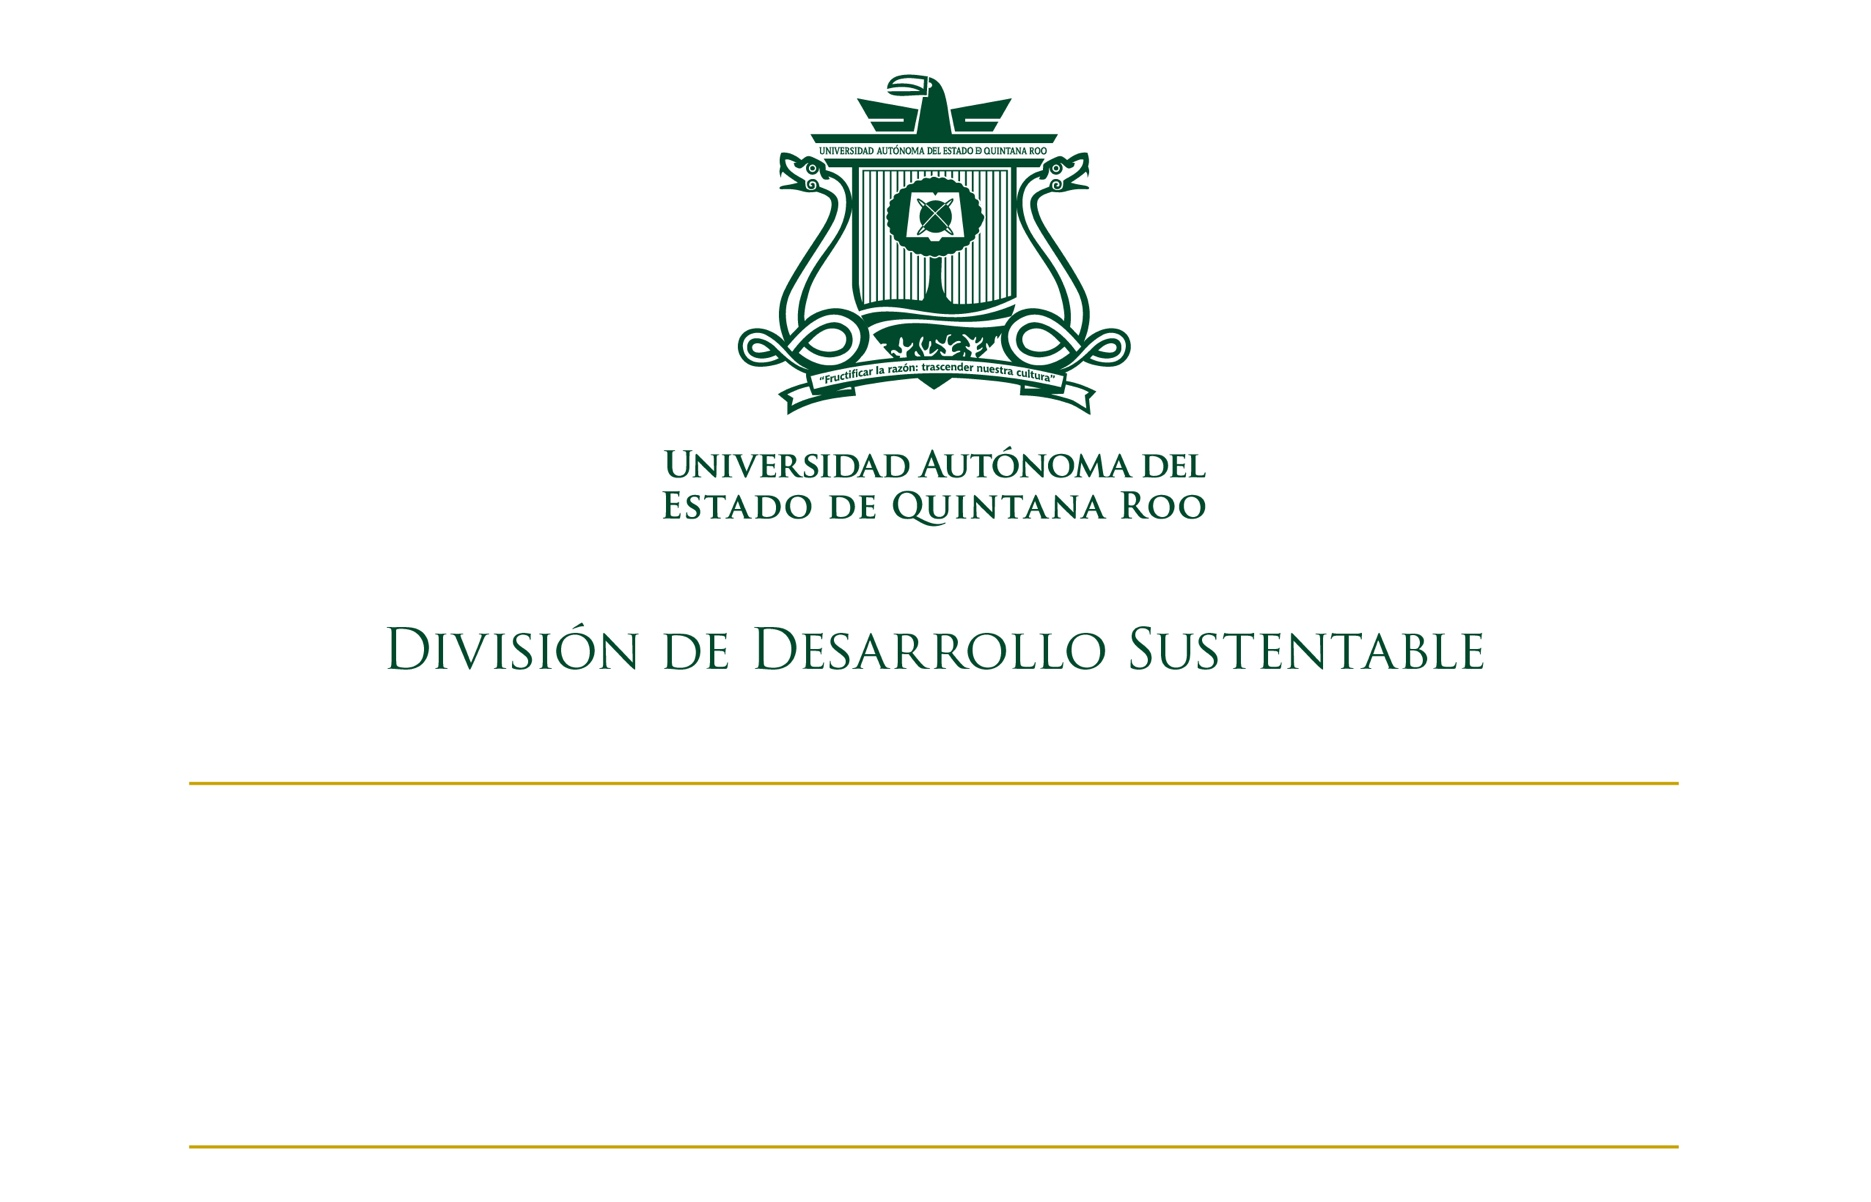 UNIVERSIDAD AUTÓNOMA DEL ESTADO DE QUINTANA ROO
“Fructificar la razón: trascender nuestra cultura”
UNIVERSIDAD AUTÓNOMA DEL
ESTADO DE QUINTANA ROO
DIVISIÓN DE DESARROLLO SUSTENTABLE